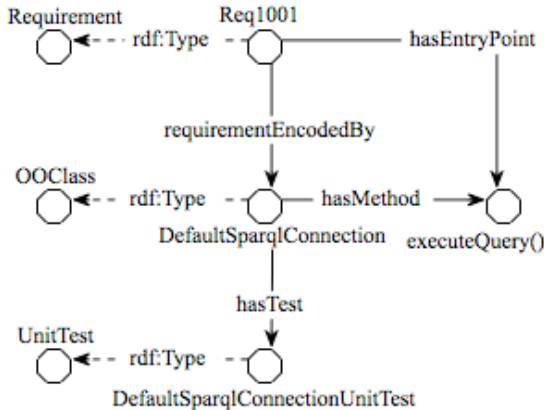 Requirement
Req1001
rdf:Type
hasEntryPoint
requirementEncodedBy
OOClass
rdf:Type
hasMethod
DefaultSparqlConnection
executeQuery()
hasTest
UnitTest
rdf:Type
DefaultSparqlConnectionUnitTest